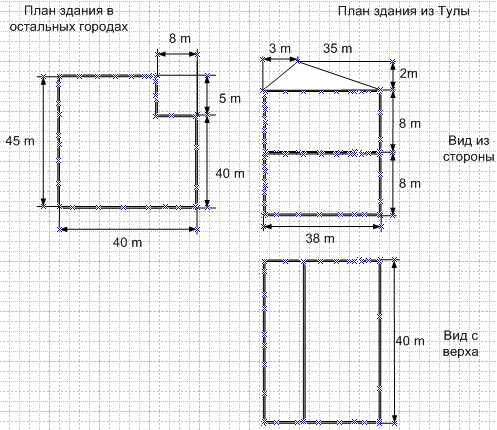 План здания в
остальных городах
План здания из Тулы
8 m
3 m
35 m
2m
5 m
45 m
8 m
Вид из
стороны
40 m
8 m
40 m
38 m
40 m
Вид с
верха